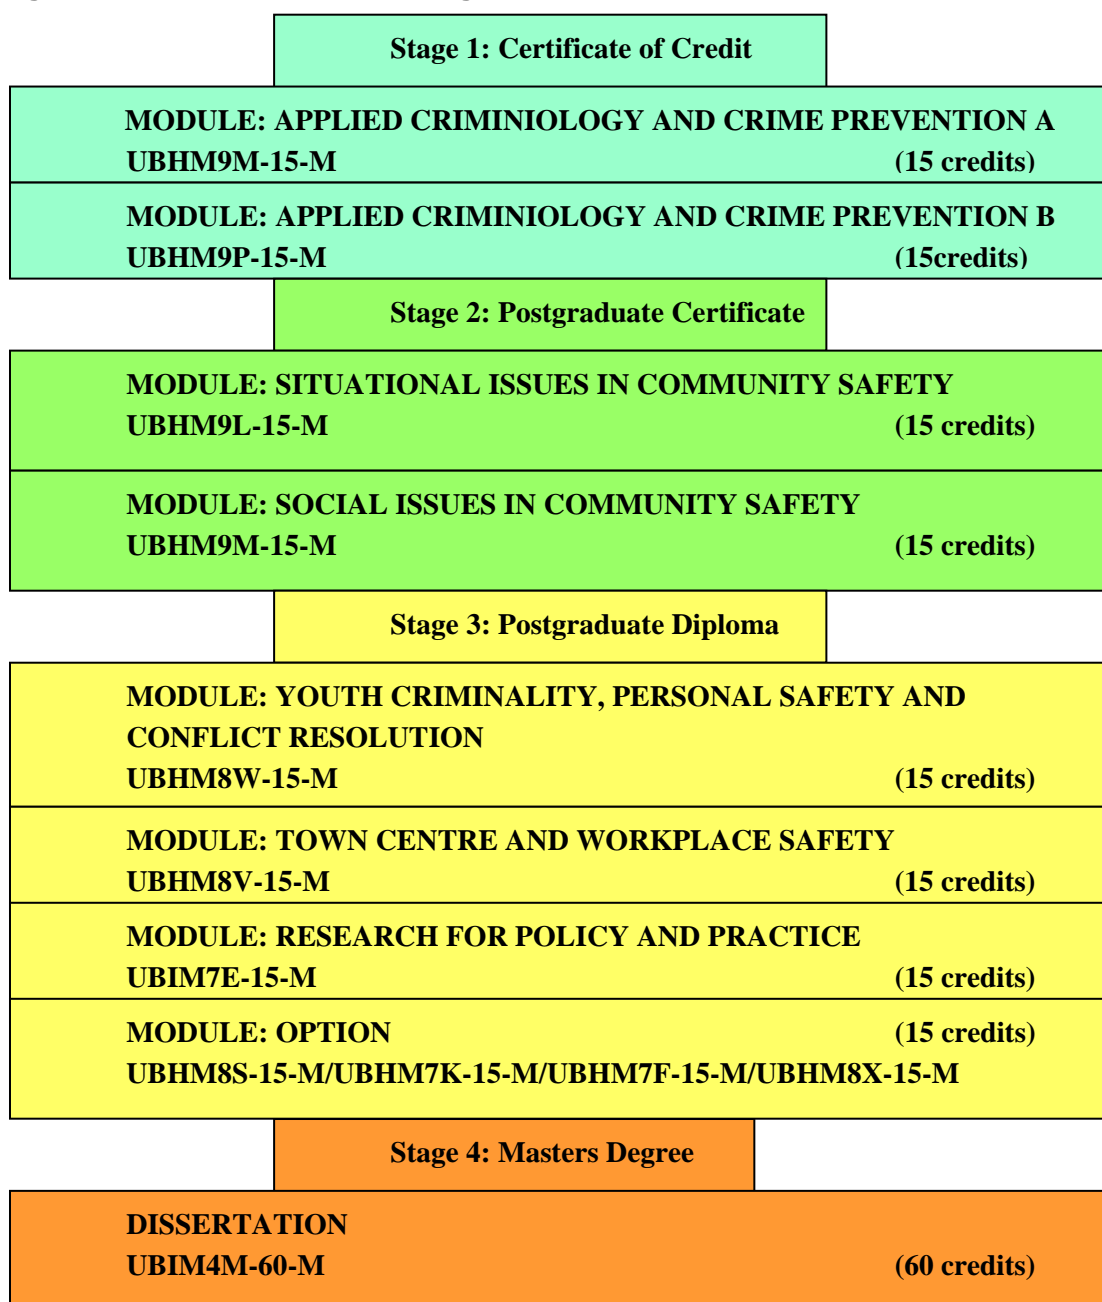 Stage 1: Certificate of Credit
MODULE: APPLIED CRIMINIOLOGY AND CRIME PREVENTION A
UBHM9M-15-M (15 credits)
MODULE: APPLIED CRIMINIOLOGY AND CRIME PREVENTION B
UBHM9P-15-M (15credits)
Stage 2: Postgraduate Certificate
MODULE: SITUATIONAL ISSUES IN COMMUNITY SAFETY
UBHM9L-15-M (15 credits)
MODULE: SOCIAL ISSUES IN COMMUNITY SAFETY
UBHM9M-15-M (15 credits)
Stage 3: Postgraduate Diploma
MODULE: YOUTH CRIMINALITY, PERSONAL SAFETY AND
CONFLICT RESOLUTION
UBHM8W-15-M (15 credits)
MODULE: TOWN CENTRE AND WORKPLACE SAFETY
UBHM8V-15-M (15 credits)
MODULE: RESEARCH FOR POLICY AND PRACTICE
UBIM7E-15-M (15 credits)
MODULE: OPTION (15 credits)
UBHM8S-15-M/UBHM7K-15-M/UBHM7F-15-M/UBHM8X-15-M
Stage 4: Masters Degree
DISSERTATION
UBIM4M-60-M (60 credits)